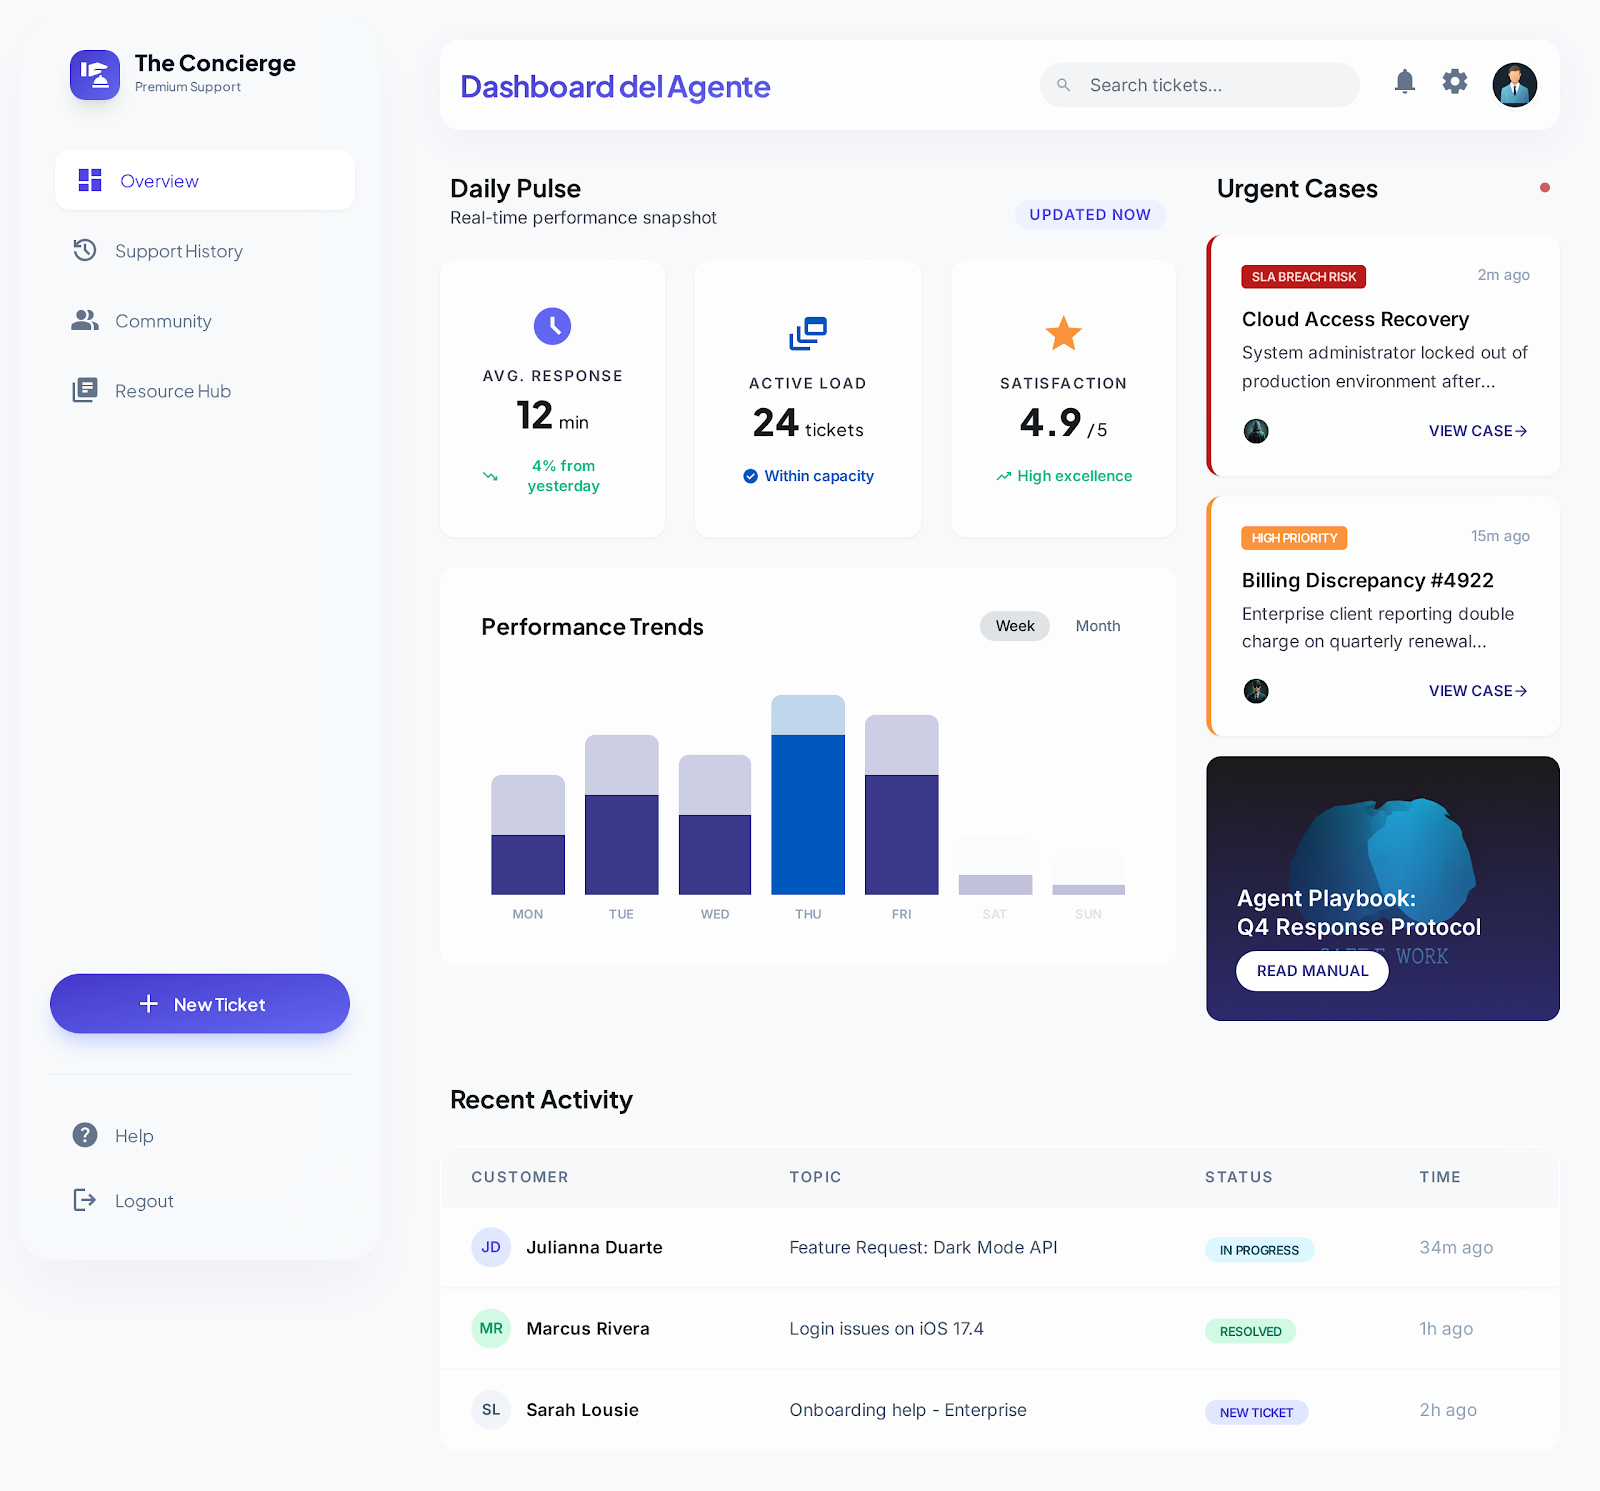 The Concierge
Premium Support
Overview
Support History
Community
Resource Hub
New Ticket
Help
Logout
Dashboard del Agente
Search tickets...
Daily Pulse
Real-time performance snapshot
UPDATED NOW
AVG. RESPONSE
12 min
4% from
yesterday
ACTIVE LOAD
24 tickets
Within capacity
SATISFACTION
4.9 /5
High excellence
Performance Trends
Week
Month
MON
TUE
WED
THU
FRI
SAT
SUN
Urgent Cases
SLA BREACH RISK
2m ago
Cloud Access Recovery
System administrator locked out of
production environment after...
VIEW CASE
HIGH PRIORITY
15m ago
Billing Discrepancy #4922
Enterprise client reporting double
charge on quarterly renewal...
VIEW CASE
Agent Playbook:
Q4 Response Protocol
WORK
READ MANUAL
Recent Activity
CUSTOMER
TOPIC
STATUS
TIME
JD
Julianna Duarte
Feature Request: Dark Mode API
IN PROGRESS
34m ago
MR
Marcus Rivera
Login issues on iOS 17.4
RESOLVED
1h ago
SL
Sarah Lousie
Onboarding help - Enterprise
NEW TICKET
2h ago